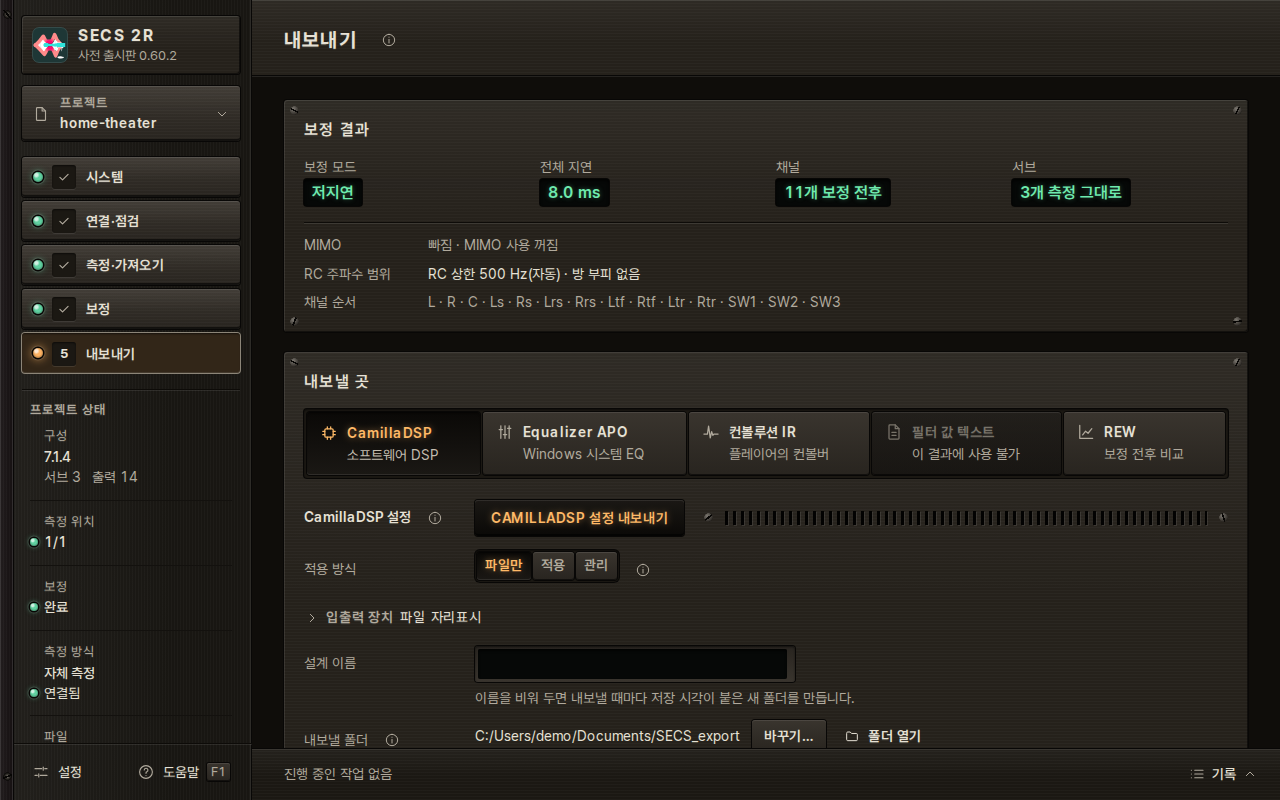 SECS 2R
사전 출시판 0.60.2
프로젝트
home-theater
시스템
연결·점검
측정·가져오기
보정
5 내보내기
프로젝트 상태
구성
7.1.4
서브 3 출력 14
측정 위치
1/1
보정
완료
측정 방식
자체 측정
연결됨
파일
설정
도움말 F1
내보내기
보정 결과
보정 모드
저지연
전체 지연
8.0 ms
채널
11개 보정 전후
서브
3개 측정 그대로
MIMO 빠짐 · MIMO 사용 꺼짐
RC 주파수 범위 RC 상한 500 Hz(자동) · 방 부피 없음
채널 순서 L · R · C · Ls · Rs · Lrs · Rrs · Ltf · Rtf · Ltr · Rtr · SW1 · SW2 · SW3
내보낼 곳
CamillaDSP
소프트웨어 DSP
Equalizer APO
Windows 시스템 EQ
컨볼루션 IR
플레이어의 컨볼버
필터 값 텍스트
이 결과에 사용 불가
REW
보정 전후 비교
CamillaDSP 설정 CAMILLADSP 설정 내보내기
적용 방식 파일만 적용 관리
입출력 장치 파일 자리표시
설계 이름
이름을 비워 두면 내보낼 때마다 저장 시각이 붙은 새 폴더를 만듭니다.
내보낼 폴더 C:/Users/demo/Documents/SECS_export 바꾸기... 폴더 열기
진행 중인 작업 없음
기록